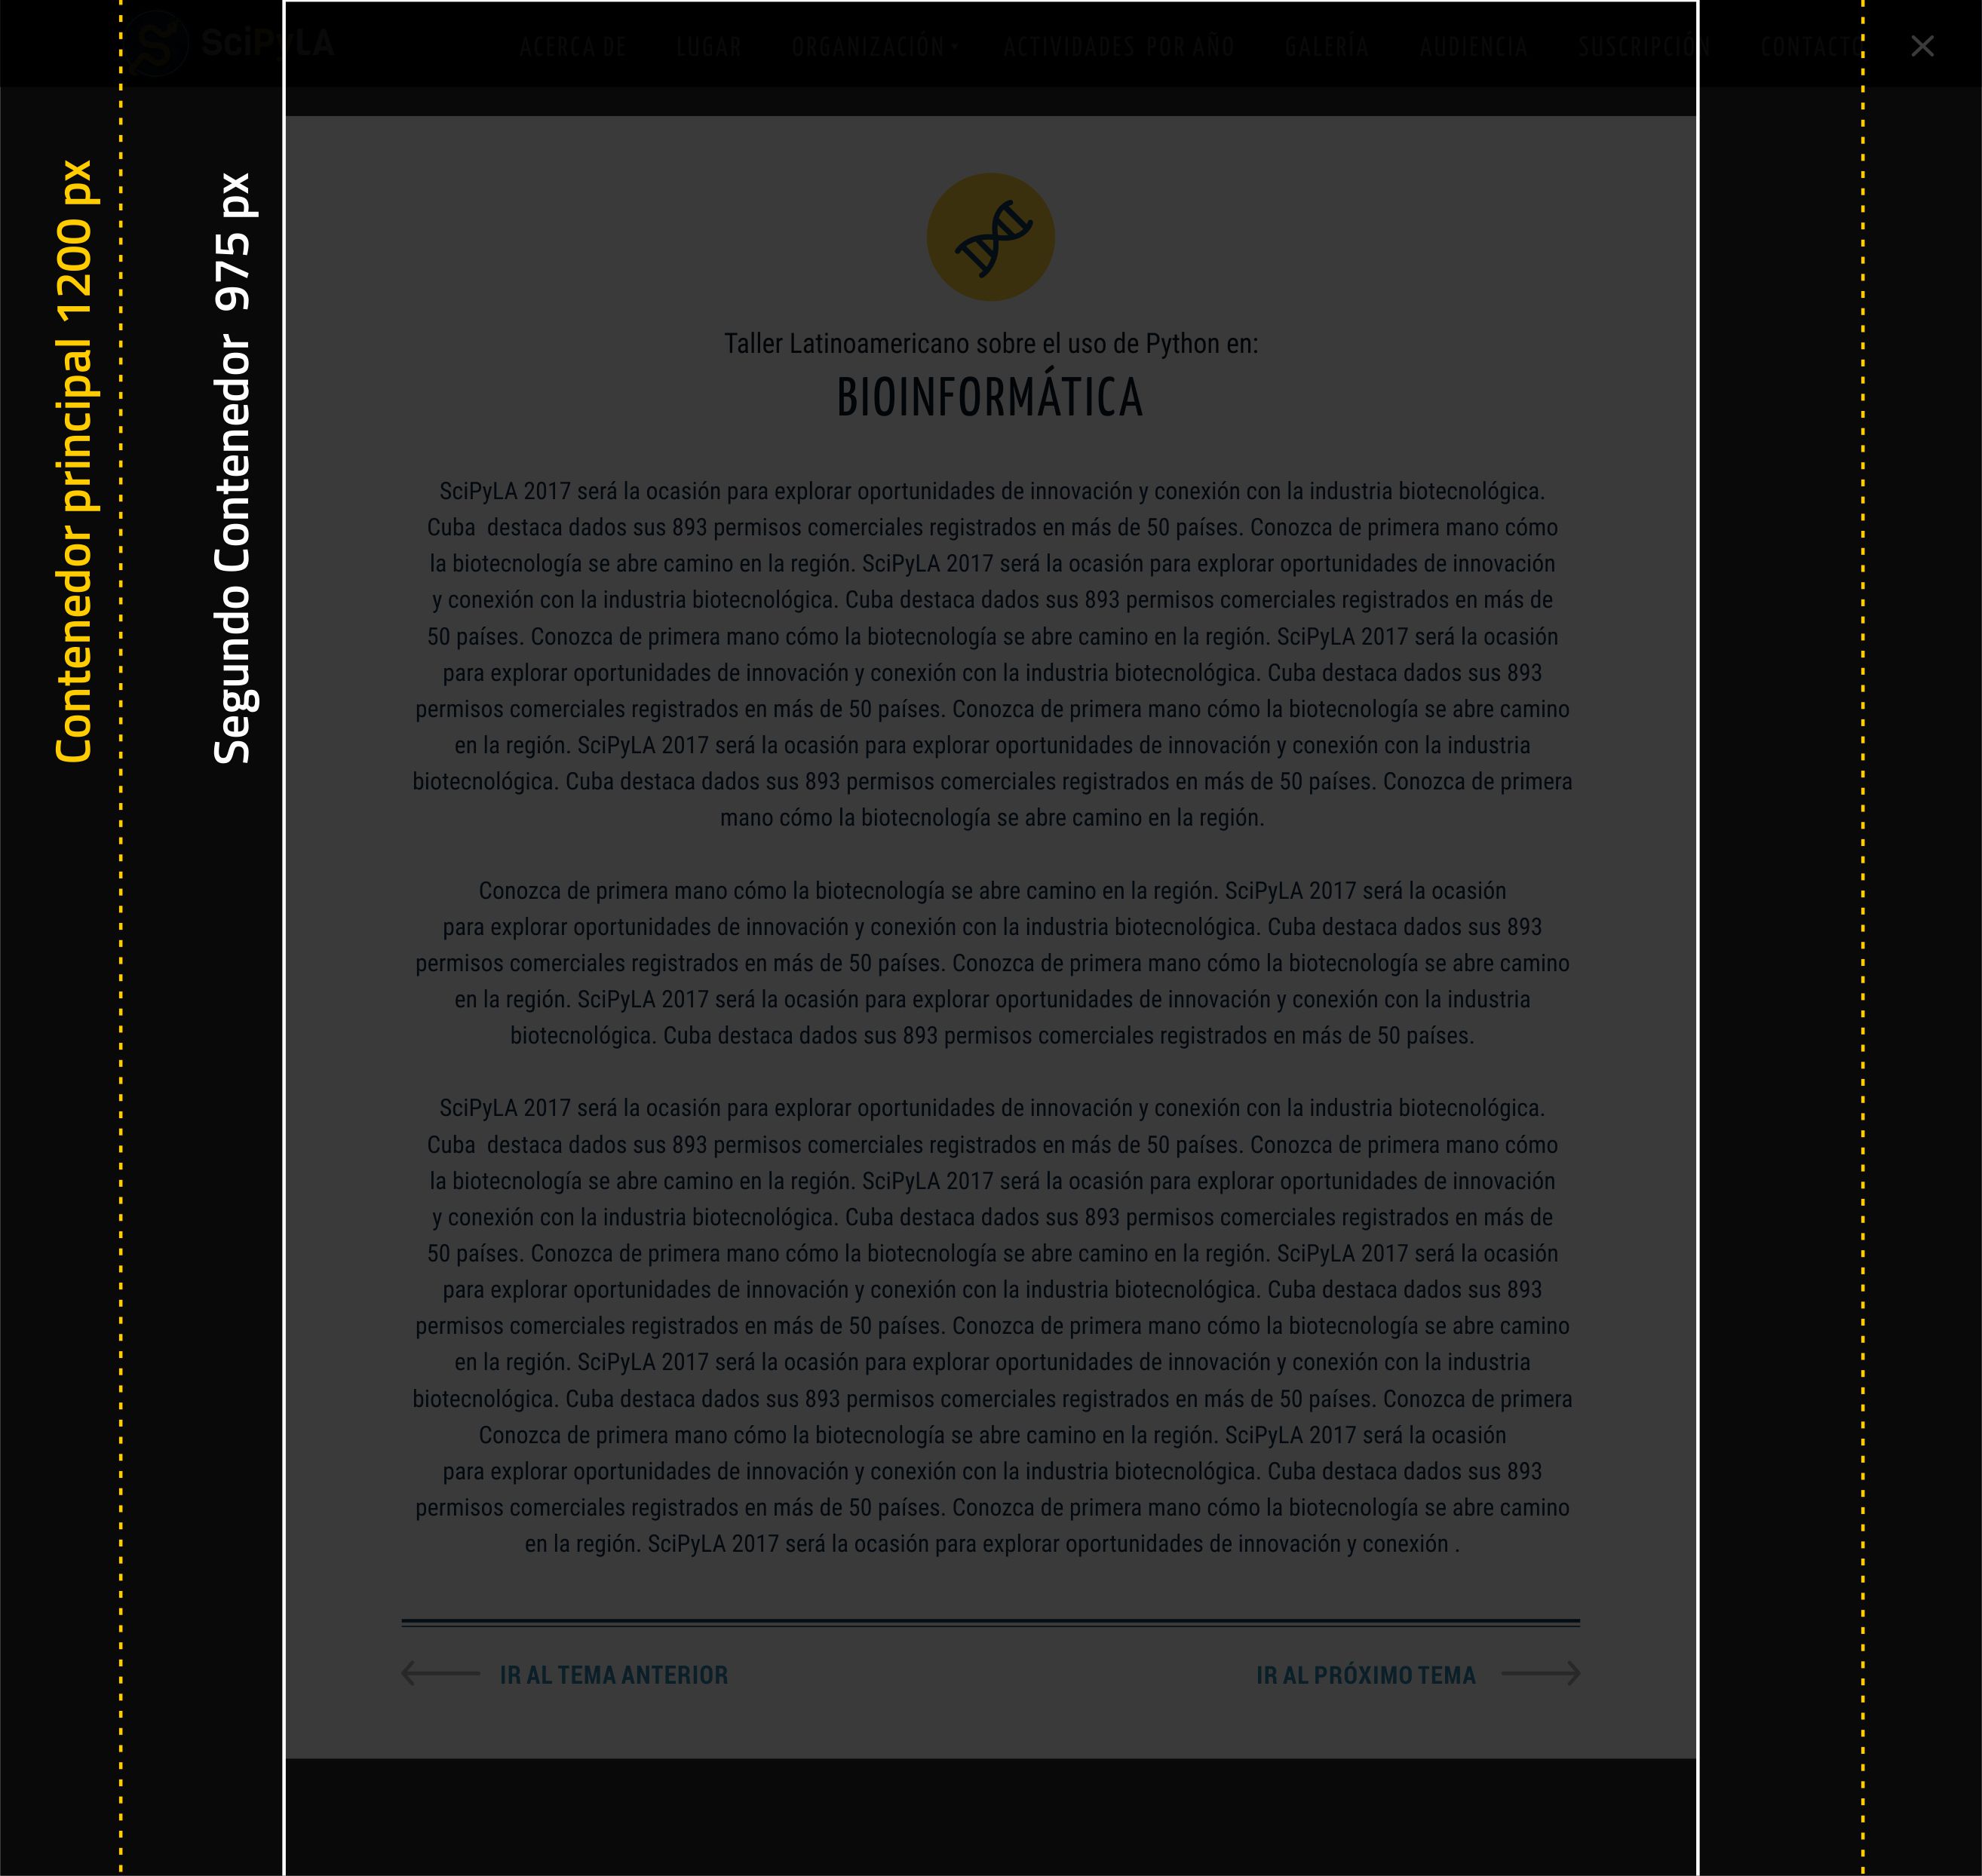 SciPyLA
ACERCA DE LUGAR ORGANIZACIÓN ACTIVIDADES POR AÑO GALERÍA AUDIENCIA SUSCRIPCIÓN CONTACTO
Contenedor principal 1200 px
Segundo Contenedor 975 px
Taller Latinoamericano sobre el uso de Python en:
BIOINFORMÁTICA
SciPyLA 2017 será la ocasión para explorar oportunidades de innovación y conexión con la industria biotecnológica.
Cuba destaca dados sus 893 permisos comerciales registrados en más de 50 países. Conozca de primera mano cómo
la biotecnología se abre camino en la región. SciPyLA 2017 será la ocasión para explorar oportunidades de innovación
y conexión con la industria biotecnológica. Cuba destaca dados sus 893 permisos comerciales registrados en más de
50 países. Conozca de primera mano cómo la biotecnología se abre camino en la región. SciPyLA 2017 será la ocasión
para explorar oportunidades de innovación y conexión con la industria biotecnológica. Cuba destaca dados sus 893
permisos comerciales registrados en más de 50 países. Conozca de primera mano cómo la biotecnología se abre camino
en la región. SciPyLA 2017 será la ocasión para explorar oportunidades de innovación y conexión con la industria
biotecnológica. Cuba destaca dados sus 893 permisos comerciales registrados en más de 50 países. Conozca de primera
mano cómo la biotecnología se abre camino en la región.
Conozca de primera mano cómo la biotecnología se abre camino en la región. SciPyLA 2017 será la ocasión
para explorar oportunidades de innovación y conexión con la industria biotecnológica. Cuba destaca dados sus 893
permisos comerciales registrados en más de 50 países. Conozca de primera mano cómo la biotecnología se abre camino
en la región. SciPyLA 2017 será la ocasión para explorar oportunidades de innovación y conexión con la industria
biotecnológica. Cuba destaca dados sus 893 permisos comerciales registrados en más de 50 países.
SciPyLA 2017 será la ocasión para explorar oportunidades de innovación y conexión con la industria biotecnológica.
Cuba destaca dados sus 893 permisos comerciales registrados en más de 50 países. Conozca de primera mano cómo
la biotecnología se abre camino en la región. SciPyLA 2017 será la ocasión para explorar oportunidades de innovación
y conexión con la industria biotecnológica. Cuba destaca dados sus 893 permisos comerciales registrados en más de
50 países. Conozca de primera mano cómo la biotecnología se abre camino en la región. SciPyLA 2017 será la ocasión
para explorar oportunidades de innovación y conexión con la industria biotecnológica. Cuba destaca dados sus 893
permisos comerciales registrados en más de 50 países. Conozca de primera mano cómo la biotecnología se abre camino
en la región. SciPyLA 2017 será la ocasión para explorar oportunidades de innovación y conexión con la industria
biotecnológica. Cuba destaca dados sus 893 permisos comerciales registrados en más de 50 países. Conozca de primera
Conozca de primera mano cómo la biotecnología se abre camino en la región. SciPyLA 2017 será la ocasión
para explorar oportunidades de innovación y conexión con la industria biotecnológica. Cuba destaca dados sus 893
permisos comerciales registrados en más de 50 países. Conozca de primera mano cómo la biotecnología se abre camino
en la región. SciPyLA 2017 será la ocasión para explorar oportunidades de innovación y conexión .
IR AL TEMA ANTERIOR
IR AL PRÓXIMO TEMA